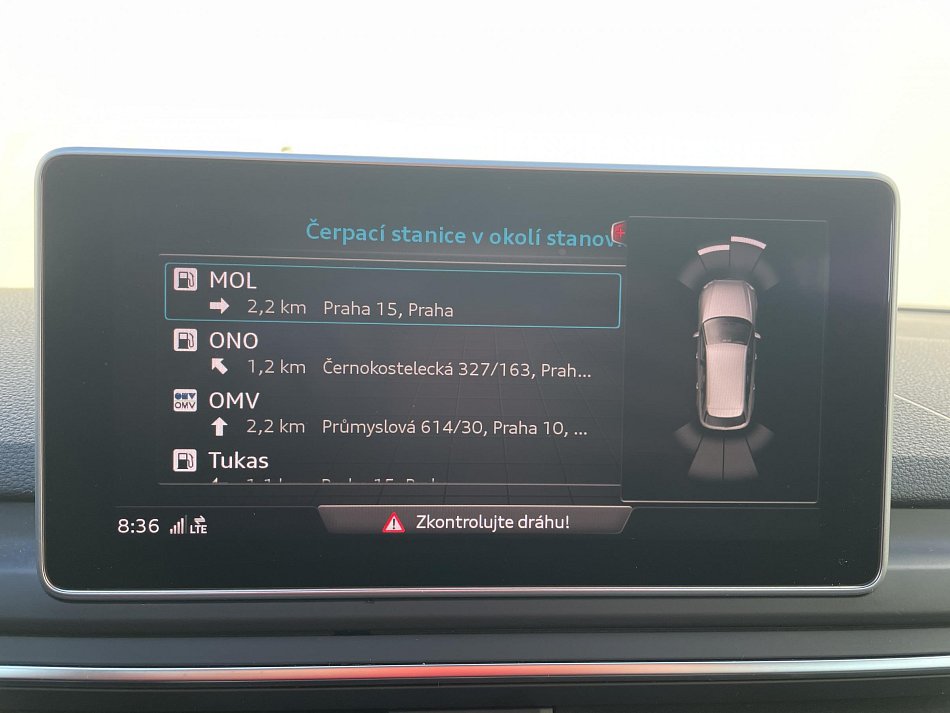 Čerpací stanice v okolí stanov.
MOL
2,2 km Praha 15, Praha
ONO
1,2 km Černokostelecká 327/163, Prah...
OMV
OMV
2,2 km Průmyslová 614/30, Praha 10, ...
Tukas
8:36 LTE
Zkontrolujte dráhu!